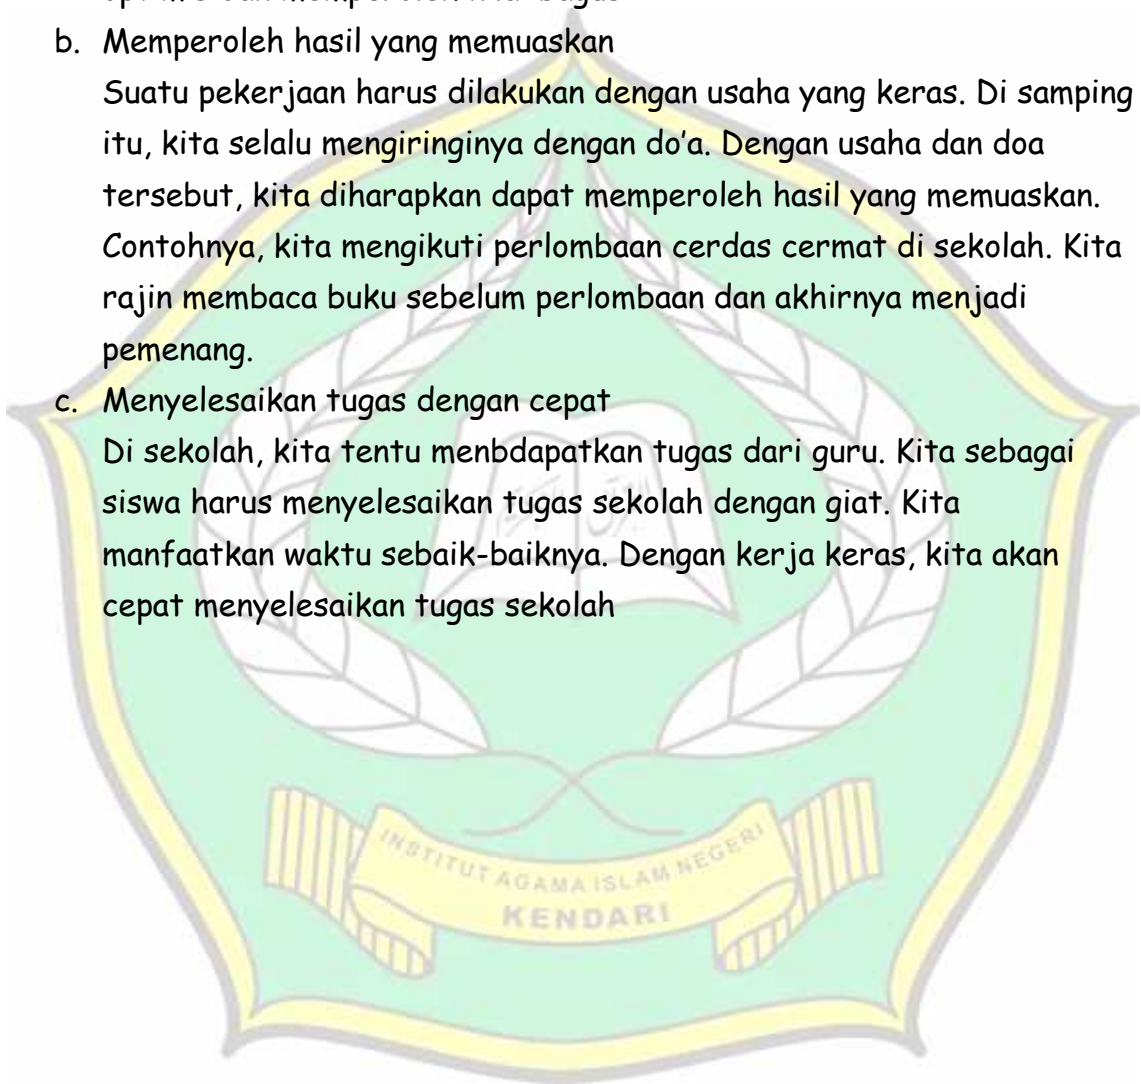 b. Memperoleh hasil yang memuaskan
Suatu pekerjaan harus dilakukan dengan usaha yang keras. Di samping
itu, kita selalu mengiringinya dengan do'a. Dengan usaha dan doa
tersebut, kita diharapkan dapat memperoleh hasil yang memuaskan.
Contohnya, kita mengikuti perlombaan cerdas cermat di sekolah. Kita
rajin membaca buku sebelum perlombaan dan akhirnya menjadi
pemenang.
c. Menyelesaikan tugas dengan cepat
Di sekolah, kita tentu menbdapatkan tugas dari guru. Kita sebagai
siswa harus menyelesaikan tugas sekolah dengan giat. Kita
manfaatkan waktu sebaik-baiknya. Dengan kerja keras, kita akan
cepat menyelesaikan tugas sekolah
INSTITUT AGAMA ISLAM NEGERI
KENDARI